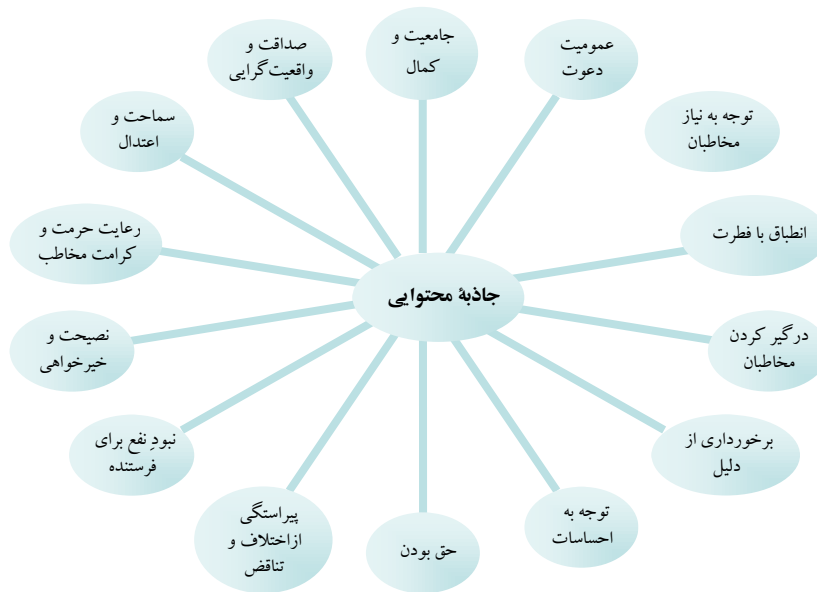 جاذبهٔ محتوایی
جامعیت و
کمال
عمومیت
دعوت
توجه به نیاز
مخاطبان
انطباق با فطرت
درگیر کردن
مخاطبان
برخورداری از
دلیل
توجه به
احساسات
حق بودن
پیراستگی
ازاختلاف و
تناقض
نبودِ نفع برای
فرستنده
نصیحت و
خیرخواهی
رعایت حرمت و
کرامت مخاطب
سماحت و
اعتدال
صداقت و
واقعیت‌گرایی